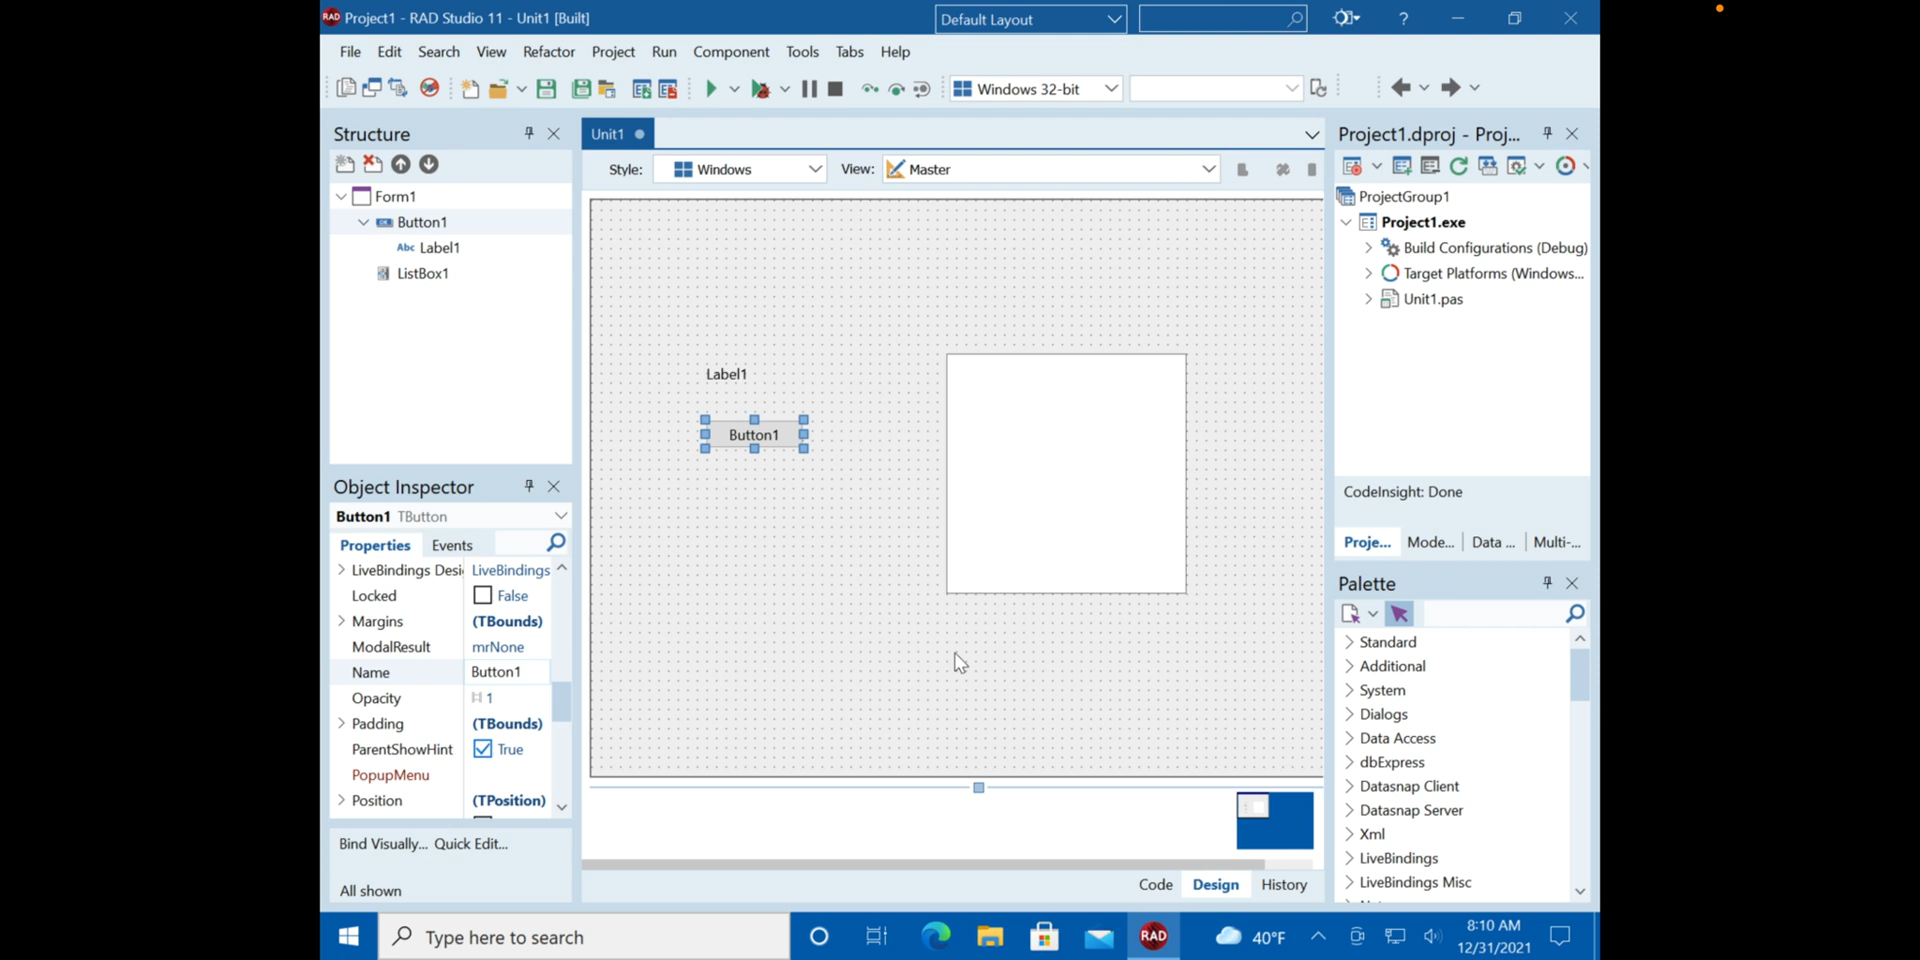 RAD Project1 - RAD Studio 11 - Unit1 [Built]
Default Layout
?
File Edit Search View Refactor Project Run Component Tools Tabs Help
Windows 32-bit
Structure
Form1
Button1
Abc Label1
ListBox1
Object Inspector
Button1 TButton
Properties Events
LiveBindings Desi LiveBindings
Locked False
Margins (TBounds)
ModalResult mrNone
Name Button1
Opacity 1
Padding (TBounds)
ParentShowHint True
PopupMenu
Position (TPosition)
Bind Visually... Quick Edit...
All shown
Unit1
Style: Windows View: Master
Label1
Button1
Code Design History
Project1.dproj - Proj...
ProjectGroup1
Project1.exe
Build Configurations (Debug)
Target Platforms (Windows...
Unit1.pas
CodeInsight: Done
Proje... Mode... Data ... Multi-...
Palette
Standard
Additional
System
Dialogs
Data Access
dbExpress
Datasnap Client
Datasnap Server
Xml
LiveBindings
LiveBindings Misc
Type here to search
RAD
40°F
8:10 AM
12/31/2021